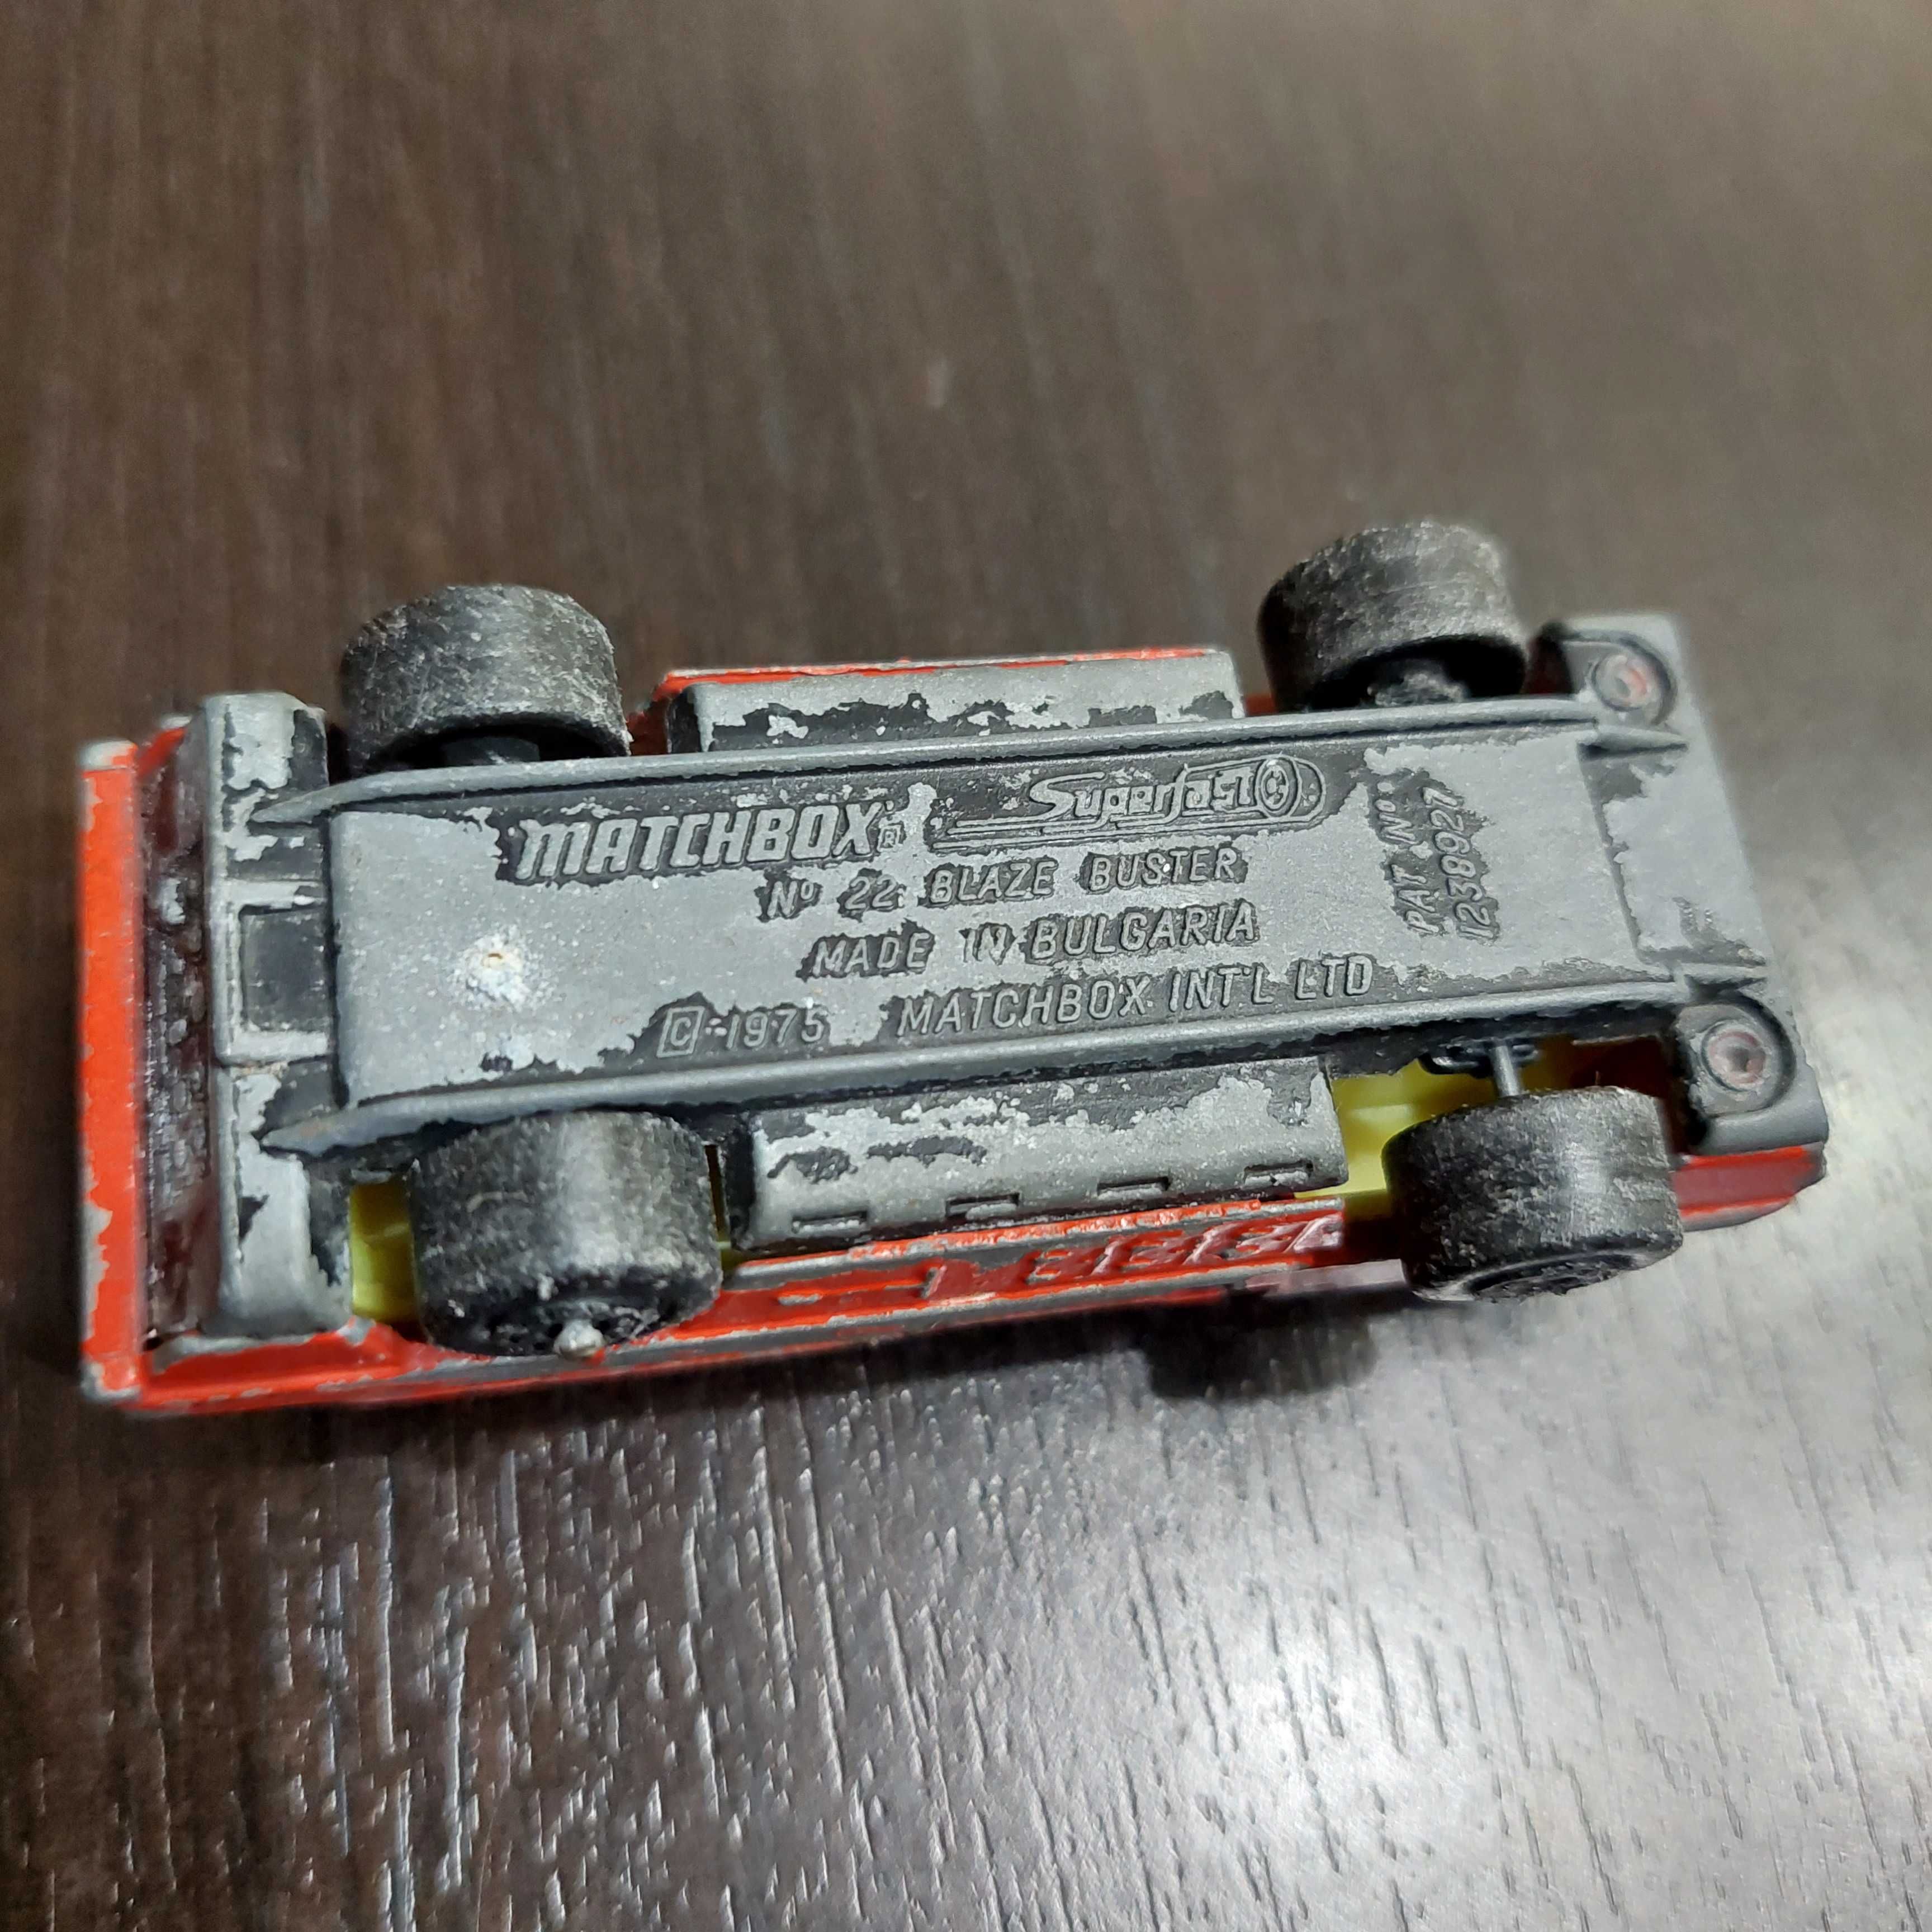 MATCHBOX® Superfast
Nº 22 BLAZE BUSTER
MADE IN BULGARIA
© 1975 MATCHBOX INT'L LTD
PAT Nº
1238927